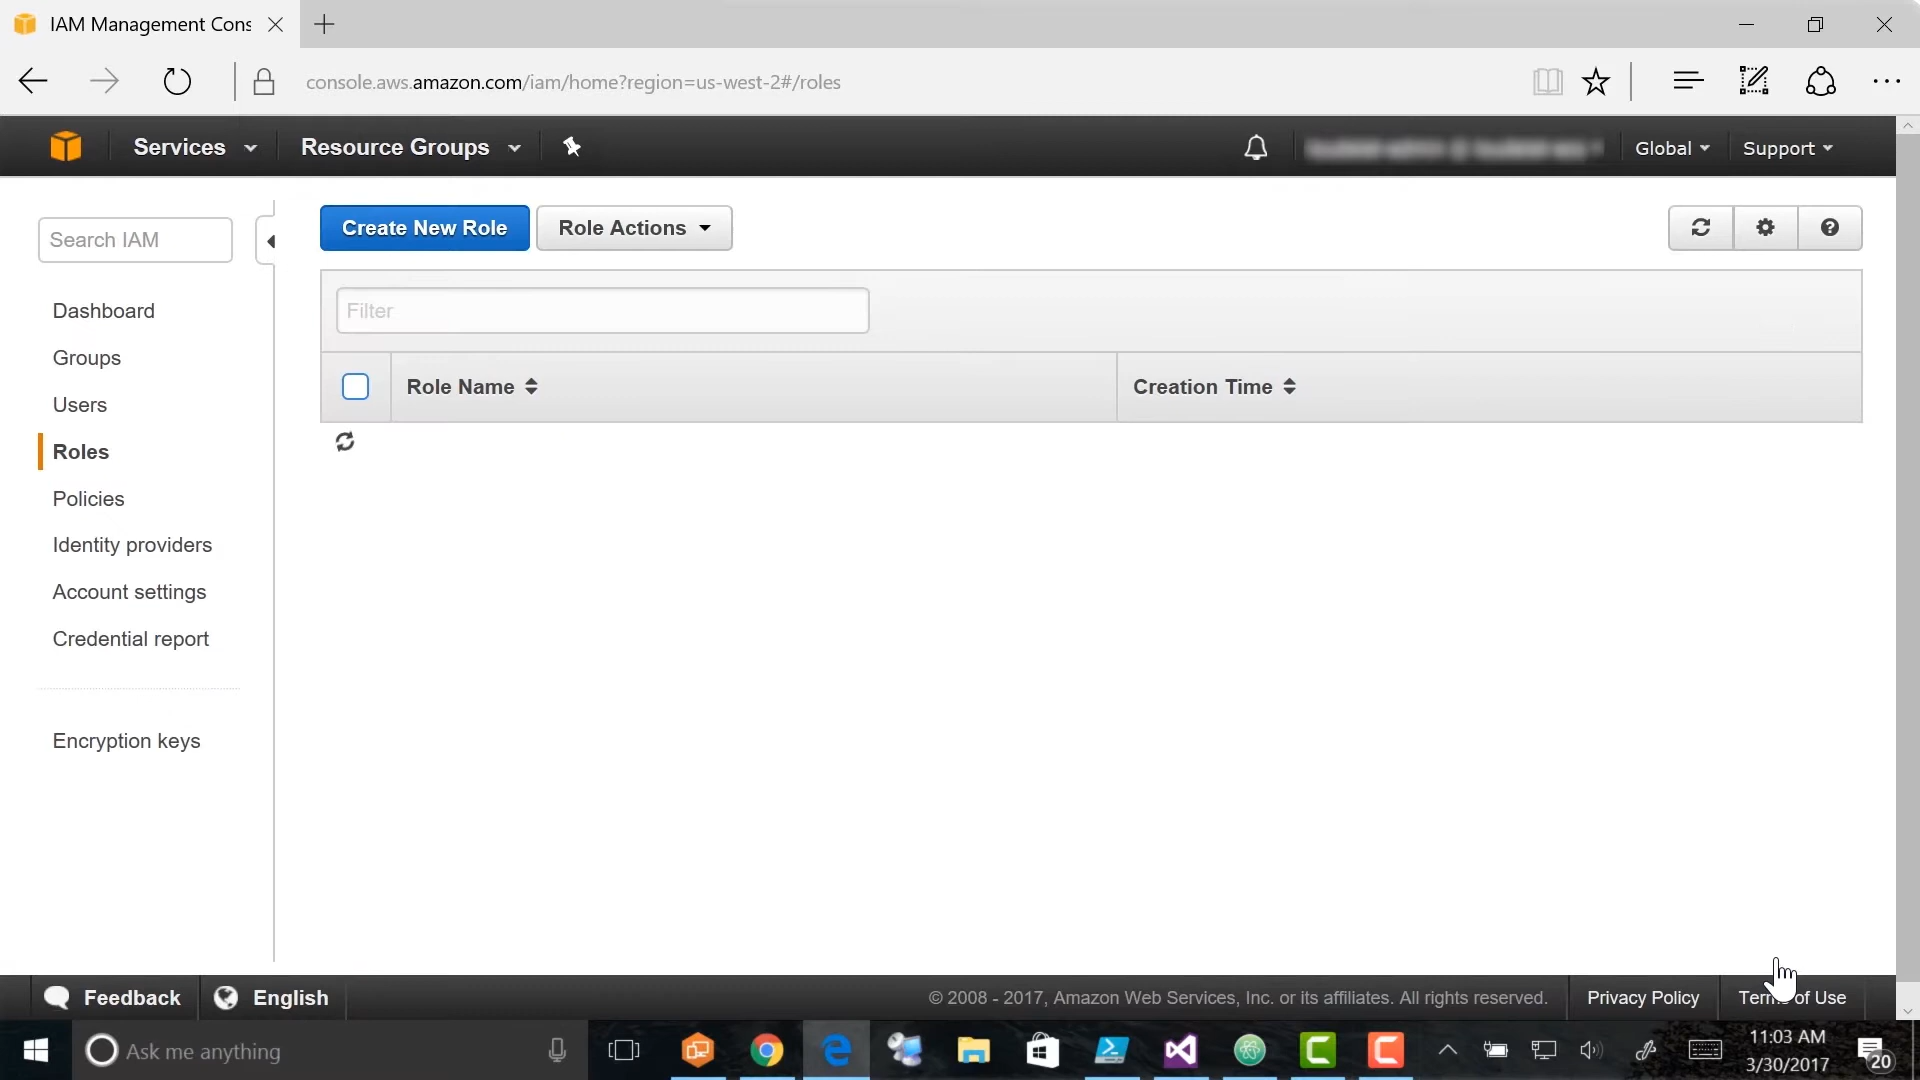 IAM Management Cons
console.aws.amazon.com/iam/home?region=us-west-2#/roles
Services Resource Groups Global Support
Search IAM
Create New Role Role Actions
Dashboard
Groups
Users
Roles
Policies
Identity providers
Account settings
Credential report
Encryption keys
Filter
Role Name Creation Time
Feedback English © 2008 - 2017, Amazon Web Services, Inc. or its affiliates. All rights reserved. Privacy Policy Terms of Use
Ask me anything
11:03 AM
3/30/2017
20